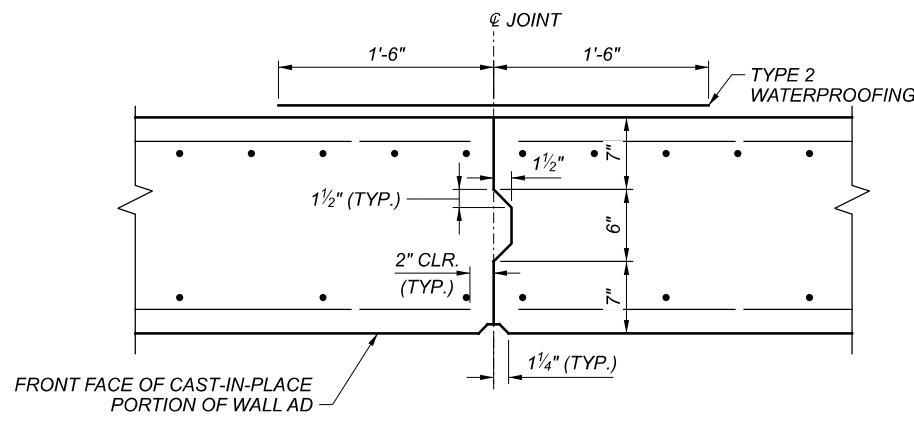 ℄ JOINT
1'-6"
1'-6"
TYPE 2
WATERPROOFING
7"
1½"
1½" (TYP.)
6"
2" CLR.
(TYP.)
7"
1¼" (TYP.)
FRONT FACE OF CAST-IN-PLACE
PORTION OF WALL AD